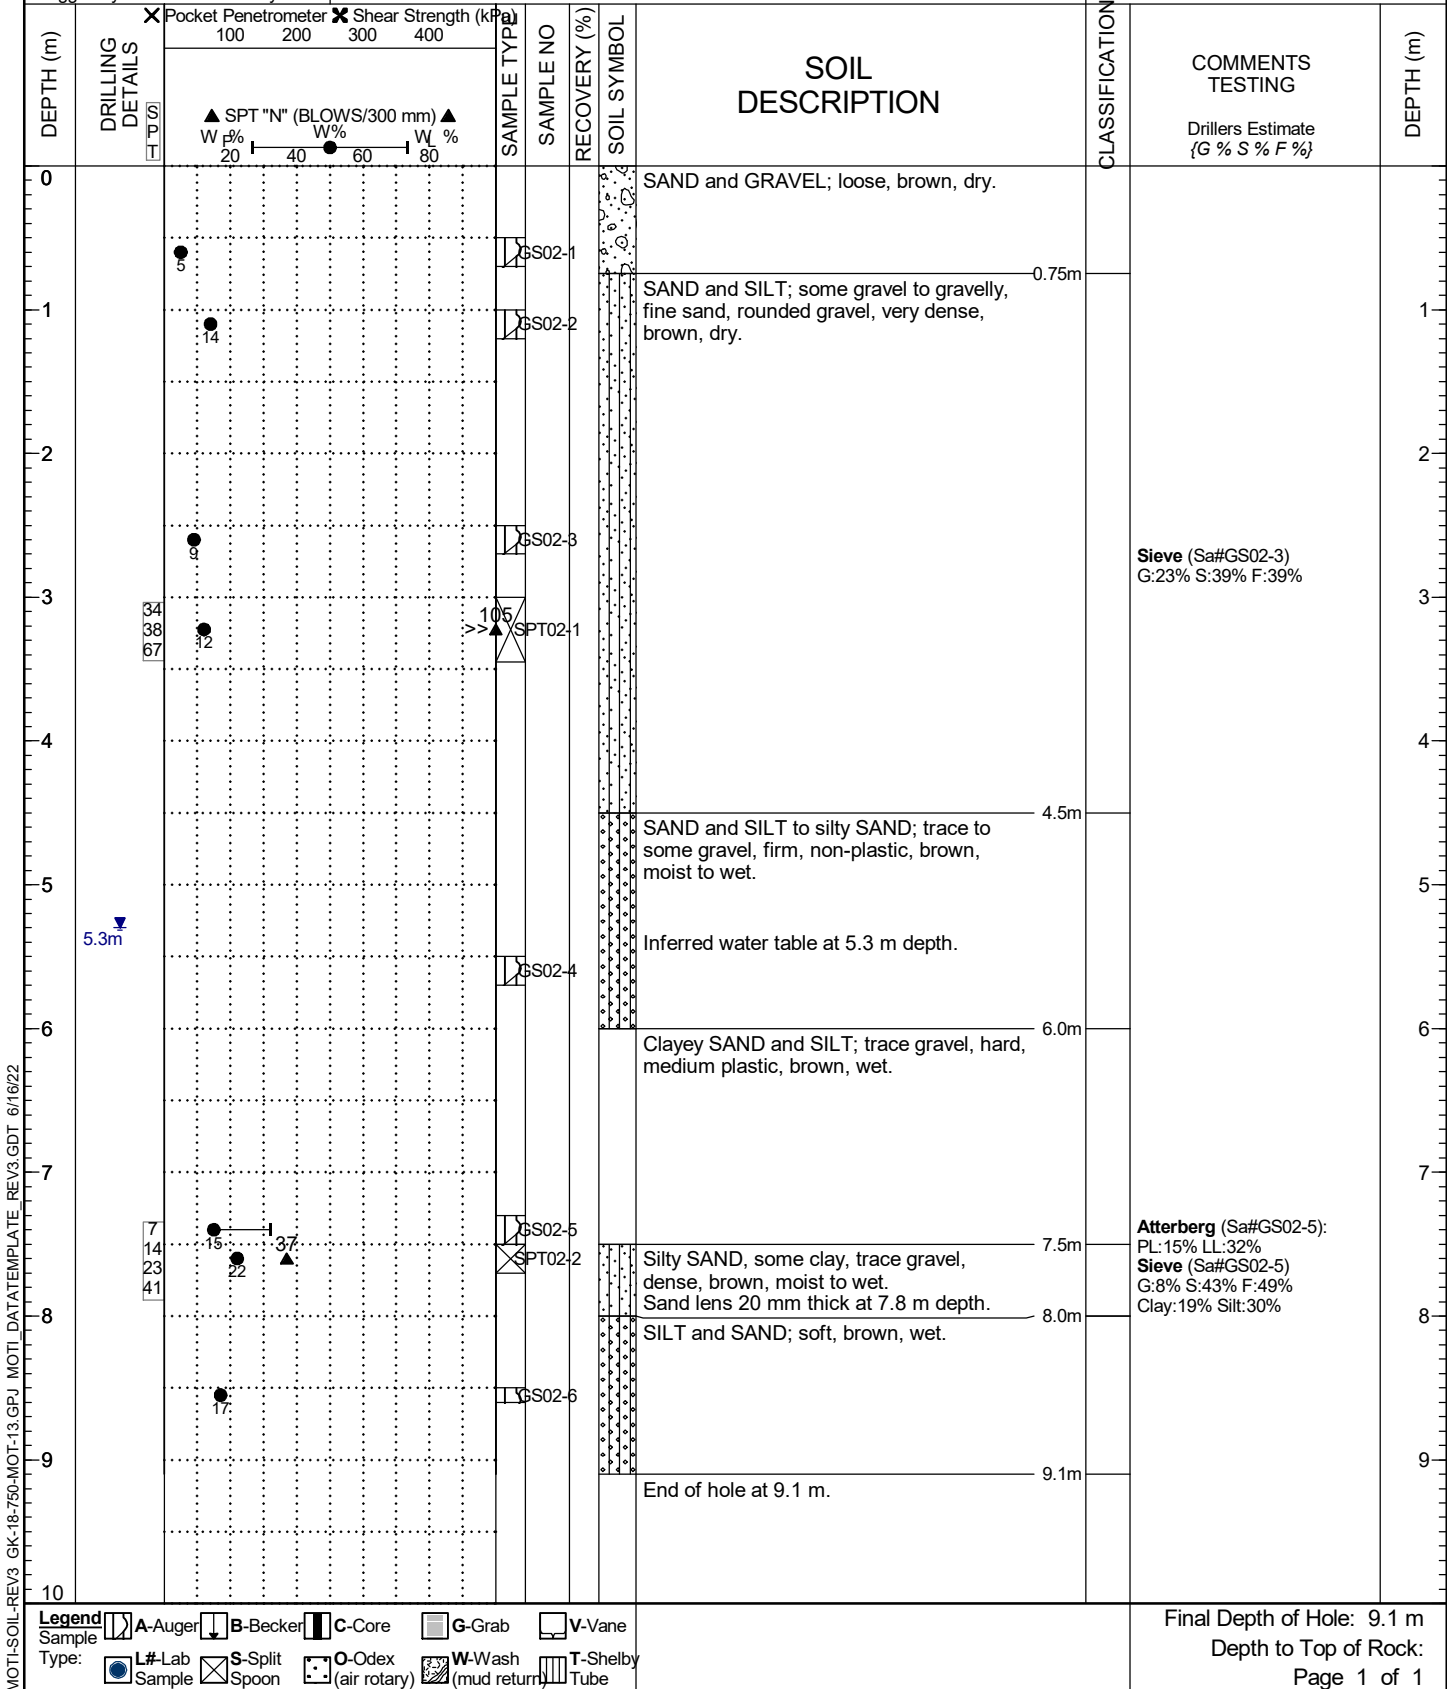 Pocket Penetrometer Shear Strength (kPa)
100 200 300 400
DEPTH (m)
DRILLING DETAILS
SPT
SPT "N" (BLOWS/300 mm)
W P % W% W L %
20 40 60 80
SAMPLE TYPE
SAMPLE NO
RECOVERY (%)
SOIL SYMBOL
SOIL
DESCRIPTION
CLASSIFICATION
COMMENTS
TESTING
Drillers Estimate
{G % S % F %}
DEPTH (m)
0
SAND and GRAVEL; loose, brown, dry.
5
GS02-1
0.75m
SAND and SILT; some gravel to gravelly,
fine sand, rounded gravel, very dense,
brown, dry.
1 1
14
GS02-2
2 2
9
GS02-3
Sieve (Sa#GS02-3)
G:23% S:39% F:39%
3 3
34
38
67
12
>>
105
SPT02-1
4 4
4.5m
SAND and SILT to silty SAND; trace to
some gravel, firm, non-plastic, brown,
moist to wet.
5 5
5.3m
Inferred water table at 5.3 m depth.
GS02-4
6 6
6.0m
Clayey SAND and SILT; trace gravel, hard,
medium plastic, brown, wet.
7 7
7
14
23
41
15
GS02-5
37
22
SPT02-2
7.5m
Silty SAND, some clay, trace gravel,
dense, brown, moist to wet.
Sand lens 20 mm thick at 7.8 m depth.
Atterberg (Sa#GS02-5):
PL:15% LL:32%
Sieve (Sa#GS02-5)
G:8% S:43% F:49%
Clay:19% Silt:30%
8 8
8.0m
SILT and SAND; soft, brown, wet.
17
GS02-6
9 9
9.1m
End of hole at 9.1 m.
10
MOTI-SOIL-REV3 GK-18-750-MOT-13.GPJ MOTI_DATATEMPLATE_REV3.GDT 6/16/22
Legend
Sample
Type:
A-Auger
B-Becker
C-Core
G-Grab
V-Vane
L#-Lab
Sample
S-Split
Spoon
O-Odex
(air rotary)
W-Wash
(mud return)
T-Shelby
Tube
Final Depth of Hole: 9.1 m
Depth to Top of Rock:
Page 1 of 1